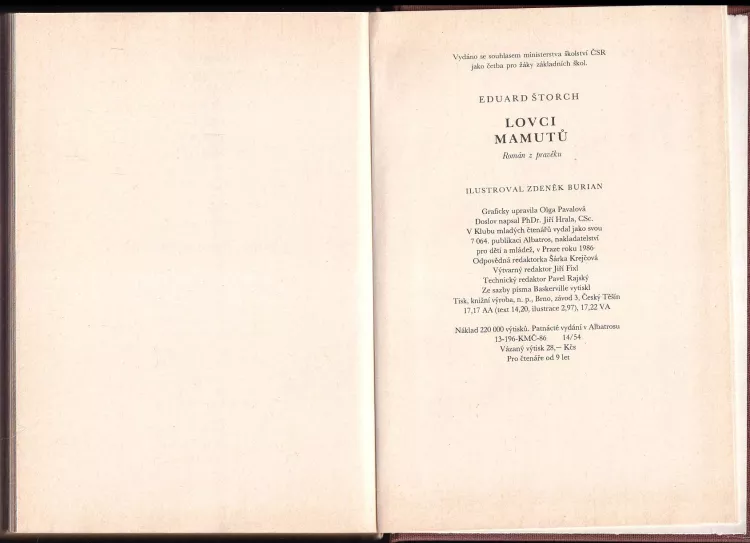 Vydáno se souhlasem ministerstva školství ČSR
jako četba pro žáky základních škol.
EDUARD ŠTORCH
LOVCI
MAMUTŮ
Román z pravěku
ILUSTROVAL ZDENĚK BURIAN
Graficky upravila Olga Pavalová
Doslov napsal PhDr. Jiří Hrala, CSc.
V Klubu mladých čtenářů vydal jako svou
7 064. publikaci Albatros, nakladatelství
pro děti a mládež, v Praze roku 1986
Odpovědná redaktorka Šárka Krejčová
Výtvarný redaktor Jiří Fixl
Technický redaktor Pavel Rajský
Ze sazby písma Baskerville vytiskl
Tisk, knižní výroba, n. p., Brno, závod 3, Český Těšín
17,17 AA (text 14,20, ilustrace 2,97), 17,22 VA
Náklad 220 000 výtisků. Patnácté vydání v Albatrosu
13-196-KMČ-86 14/54
Vázaný výtisk 28,— Kčs
Pro čtenáře od 9 let